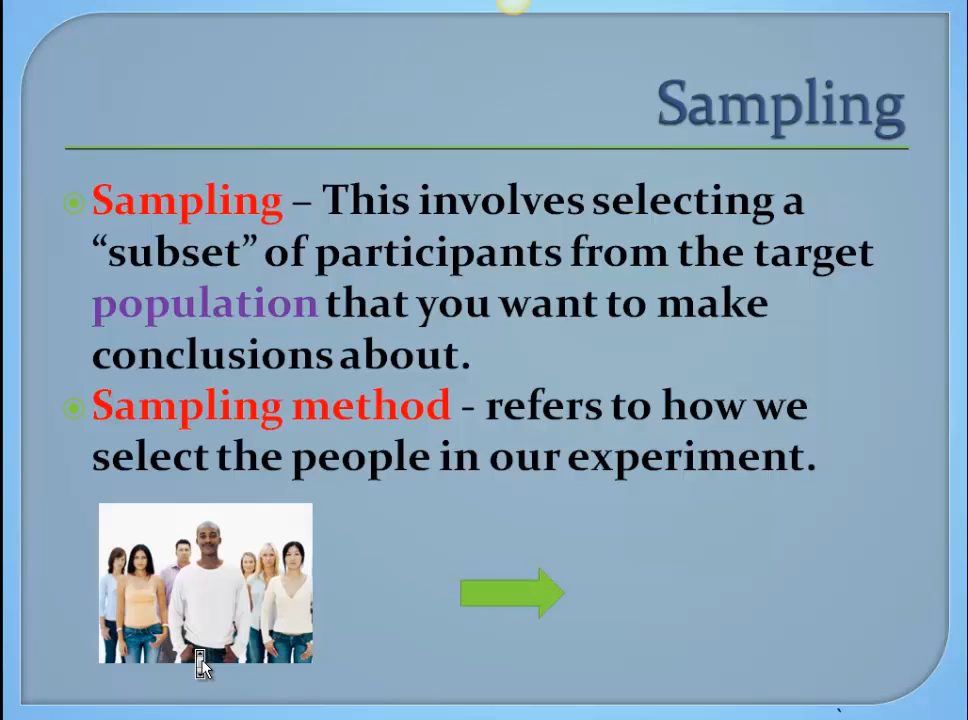 Sampling
Sampling – This involves selecting a
“subset” of participants from the target
population that you want to make
conclusions about.
Sampling method - refers to how we
select the people in our experiment.